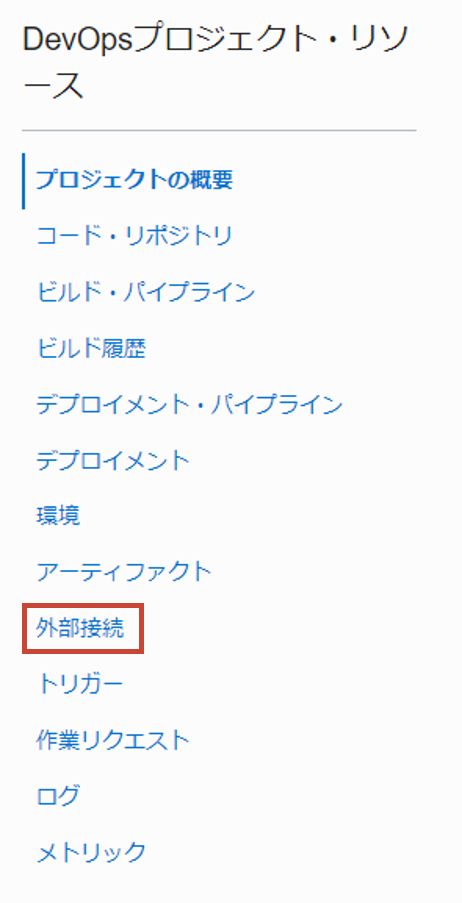 DevOpsプロジェクト・リソ
ース
プロジェクトの概要
コード・リポジトリ
ビルド・パイプライン
ビルド履歴
デプロイメント・パイプライン
デプロイメント
環境
アーティファクト
外部接続
トリガー
作業リクエスト
ログ
メトリック